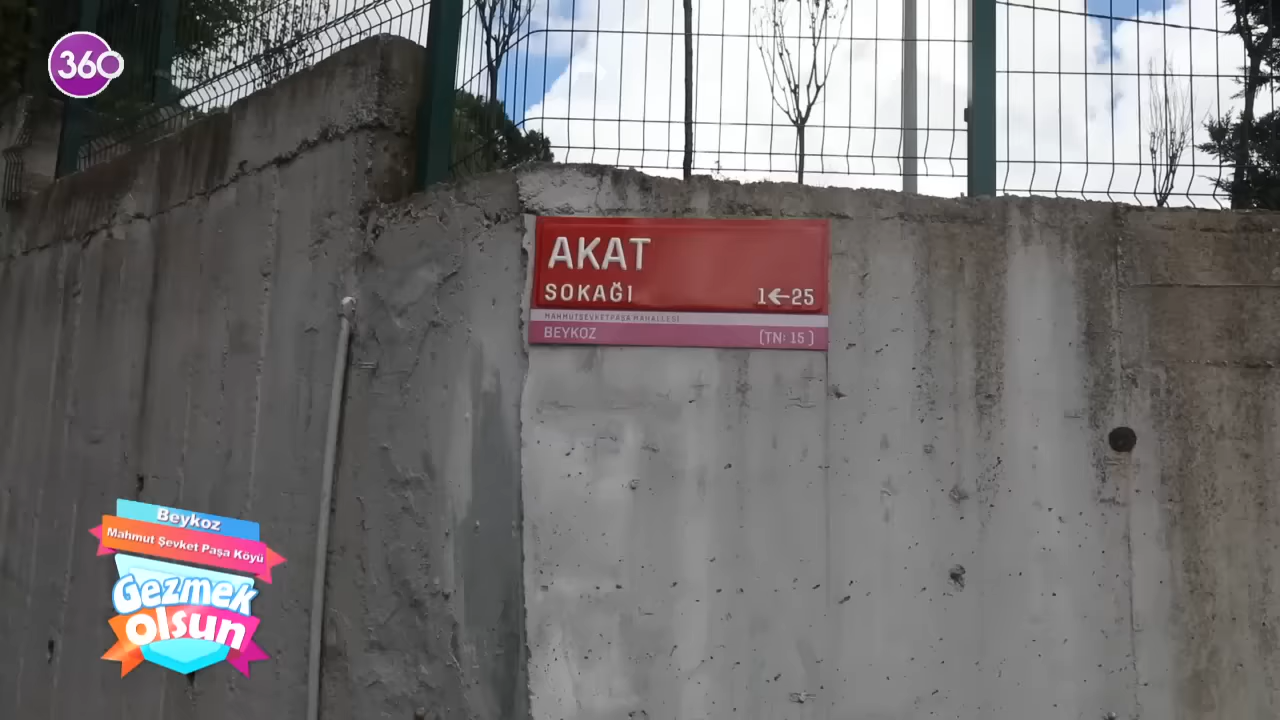 360
AKAT
SOKAĞI
1←25
MAHMUTŞEVKETPAŞA MAHALLESİ
BEYKOZ
(TN: 15 )
Beykoz
Mahmut Şevket Paşa Köyü
Gezmek
olsun